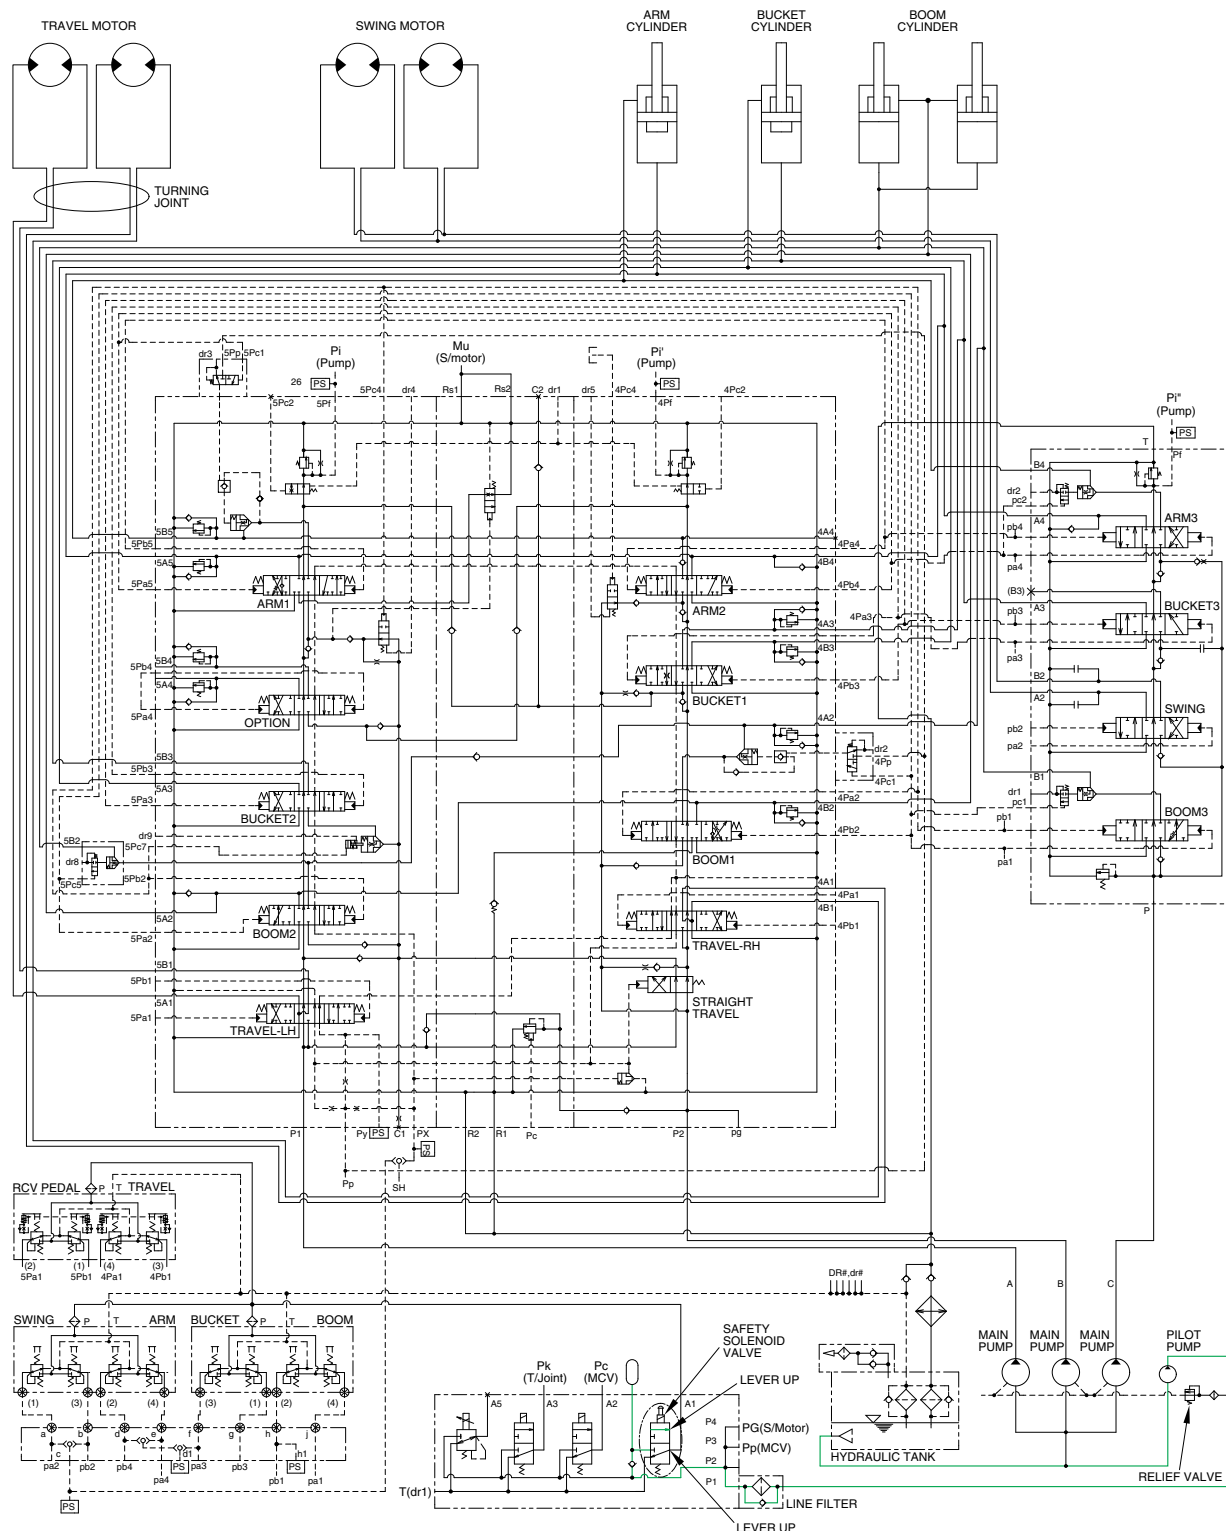 TRAVEL MOTOR
SWING MOTOR
ARM
CYLINDER
BUCKET
CYLINDER
BOOM
CYLINDER
TURNING
JOINT
Pi
(Pump)
Mu
(S/motor)
Pi'
(Pump)
dr3
5Pp
5Pc1
26
PS
5Pc2
5Pf
5Pc4
dr4
Rs1
Rs2
C2
dr1
dr5
4Pc4
PS
4Pf
4Pc2
Pi"
(Pump)
PS
T
Pf
B4
dr2
pc2
A4
pb4
ARM3
pa4
(B3)
A3
pb3
BUCKET3
pa3
B2
A2
SWING
pb2
pa2
B1
dr1
pc1
pb1
BOOM3
pa1
P
5B5
5Pb5
5A5
5Pa5
ARM1
5B4
5Pb4
5A4
5Pa4
OPTION
5B3
5Pb3
5A3
5Pa3
BUCKET2
dr9
5B2
5Pc7
dr8
5Pc5
5Pb2
5A2
5Pa2
BOOM2
5B1
5Pb1
5A1
5Pa1
TRAVEL-LH
4A4
4Pa4
4B4
4Pb4
ARM2
4Pa3
4A3
4B3
4Pb3
BUCKET1
4A2
dr2
4Pp
4Pc1
4Pa2
4B2
4Pb2
BOOM1
4A1
4Pa1
4B1
4Pb1
TRAVEL-RH
STRAIGHT
TRAVEL
P1
Py
PS
C1
PX
R2
R1
Pc
P2
pg
PS
Pp
SH
RCV PEDAL
P
T
TRAVEL
(2)
(1)
(4)
(3)
5Pa1
5Pb1
4Pa1
4Pb1
SWING
P
T
ARM
BUCKET
P
T
BOOM
(1)
(3)
(2)
(4)
(3)
(1)
(2)
(4)
a
b
d
e
f
g
h
j
c
d1
h1
pa2
pb2
pb4
pa4
PS
pa3
pb3
pb1
PS
pa1
PS
DR#,dr#
A
B
C
MAIN
PUMP
MAIN
PUMP
MAIN
PUMP
PILOT
PUMP
HYDRAULIC TANK
RELIEF VALVE
SAFETY
SOLENOID
VALVE
LEVER UP
Pk
(T/Joint)
Pc
(MCV)
A5
A3
A2
A1
P4
PG(S/Motor)
P3
Pp(MCV)
P2
P1
T(dr1)
LINE FILTER
LEVER UP